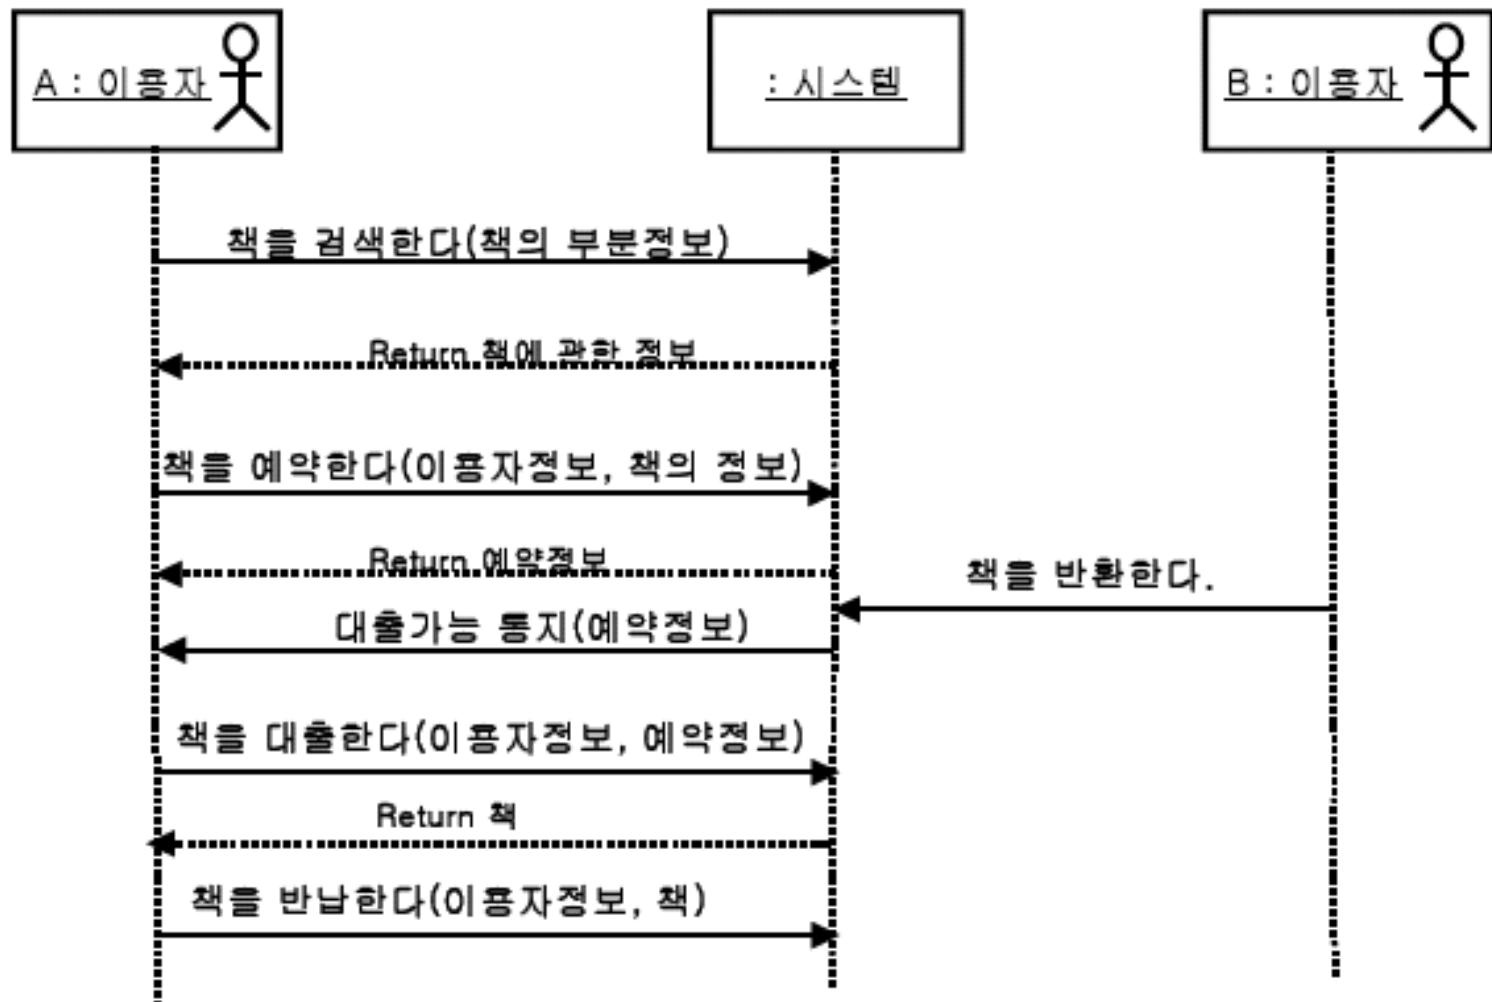 A : 이용자
: 시스템
B : 이용자
책을 검색한다(책의 부분정보)
Return 책에 관한 정보
책을 예약한다(이용자정보, 책의 정보)
Return 예약정보
책을 반환한다.
대출가능 통지(예약정보)
책을 대출한다(이용자정보, 예약정보)
Return 책
책을 반납한다(이용자정보, 책)